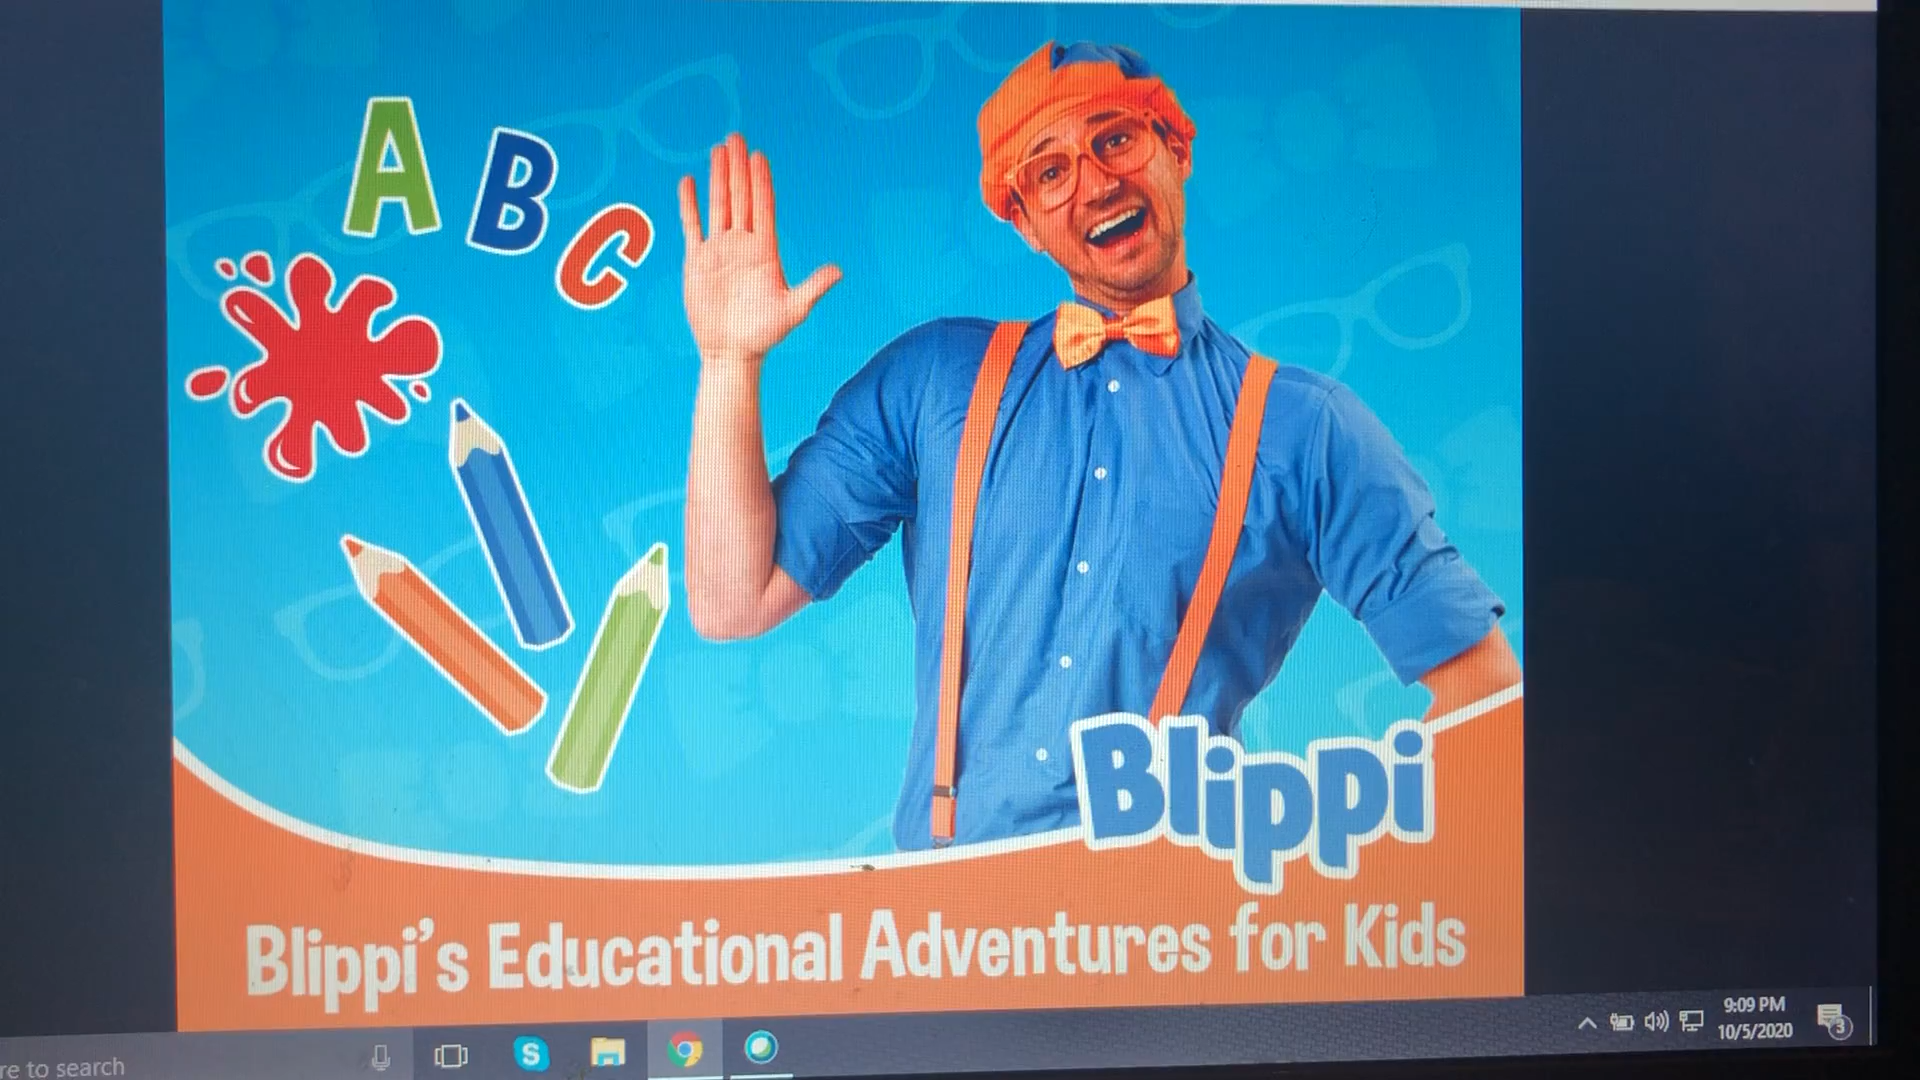 A B C
Blippi
Blippi's Educational Adventures for Kids
re to search
S
9:09 PM
10/5/2020
3